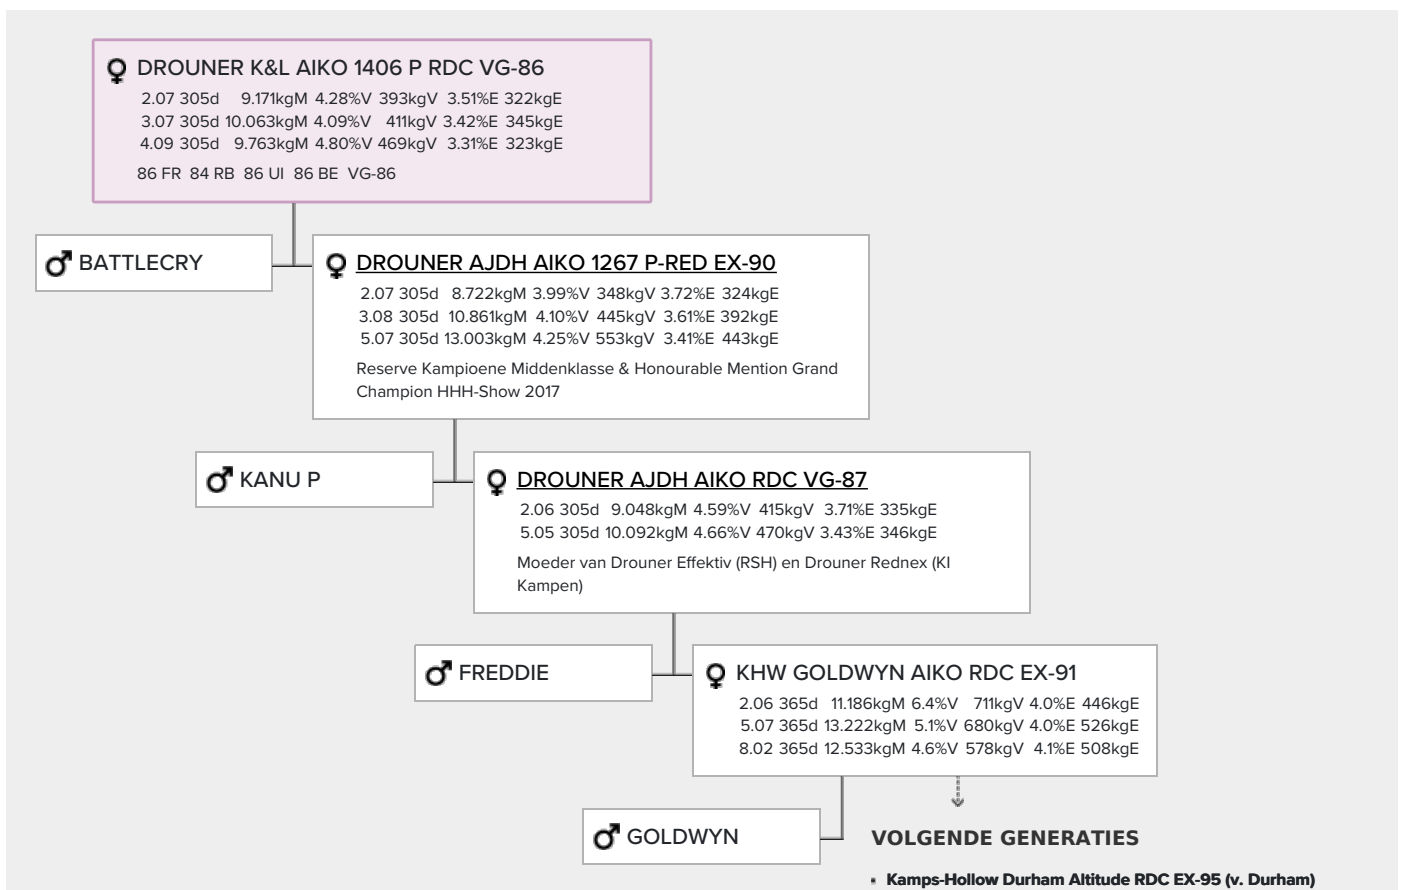 DROUNER K&L AIKO 1406 P RDC VG-86
2.07 305d 9.171kgM 4.28%V 393kgV 3.51%E 322kgE
3.07 305d 10.063kgM 4.09%V 411kgV 3.42%E 345kgE
4.09 305d 9.763kgM 4.80%V 469kgV 3.31%E 323kgE
86 FR 84 RB 86 UI 86 BE VG-86
BATTLECRY
DROUNER AJDH AIKO 1267 P-RED EX-90
2.07 305d 8.722kgM 3.99%V 348kgV 3.72%E 324kgE
3.08 305d 10.861kgM 4.10%V 445kgV 3.61%E 392kgE
5.07 305d 13.003kgM 4.25%V 553kgV 3.41%E 443kgE
Reserve Kampioene Middenklasse & Honourable Mention Grand
Champion HHH-Show 2017
KANU P
DROUNER AJDH AIKO RDC VG-87
2.06 305d 9.048kgM 4.59%V 415kgV 3.71%E 335kgE
5.05 305d 10.092kgM 4.66%V 470kgV 3.43%E 346kgE
Moeder van Drouner Effektiv (RSH) en Drouner Rednex (KI
Kampen)
FREDDIE
KHW GOLDWYN AIKO RDC EX-91
2.06 365d 11.186kgM 6.4%V 711kgV 4.0%E 446kgE
5.07 365d 13.222kgM 5.1%V 680kgV 4.0%E 526kgE
8.02 365d 12.533kgM 4.6%V 578kgV 4.1%E 508kgE
GOLDWYN
VOLGENDE GENERATIES
▪ Kamps-Hollow Durham Altitude RDC EX-95 (v. Durham)